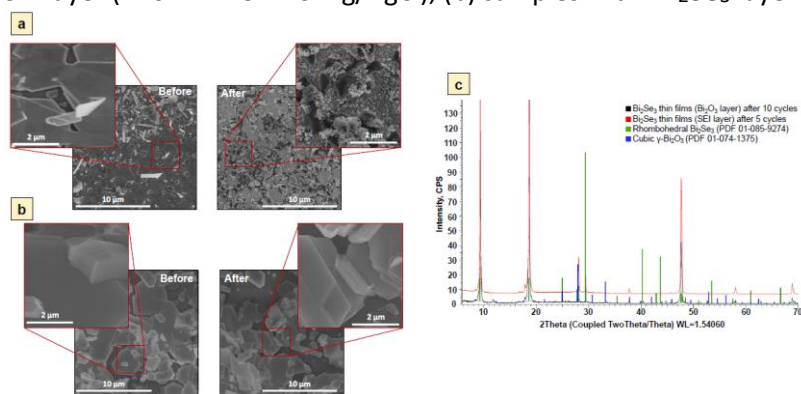 layer (
), (
) samples
layer
a
Before
After
2 µm
2 µm
10 µm
10 µm
b
Before
After
2 µm
2 µm
10 µm
10 µm
c
Bi₂Se₃ thin films (Bi₂O₃ layer) after 10 cycles
Bi₂Se₃ thin films (SEI layer) after 5 cycles
Rhombohedral Bi₂Se₃ (PDF 01-085-9274)
Cubic γ-Bi₂O₃ (PDF 01-074-1375)
Intensity, CPS
130
120
110
100
90
80
70
60
50
40
30
20
10
0
10 20 30 40 50 60 70
2Theta (Coupled TwoTheta/Theta) WL=1.54060